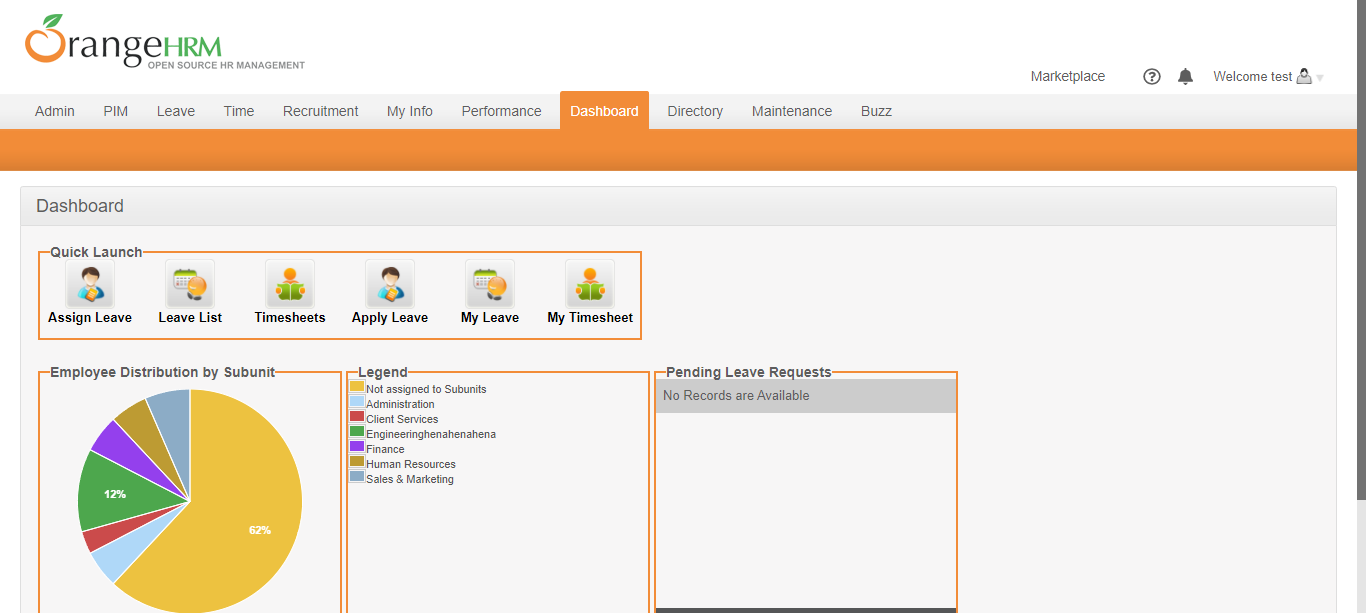 OrangeHRM
OPEN SOURCE HR MANAGEMENT
Marketplace ? Welcome test
Admin PIM Leave Time Recruitment My Info Performance Dashboard Directory Maintenance Buzz
Dashboard
Quick Launch
Assign Leave Leave List Timesheets Apply Leave My Leave My Timesheet
Employee Distribution by Subunit
12%
62%
Legend
Not assigned to Subunits
Administration
Client Services
Engineeringhenahenahena
Finance
Human Resources
Sales & Marketing
Pending Leave Requests
No Records are Available